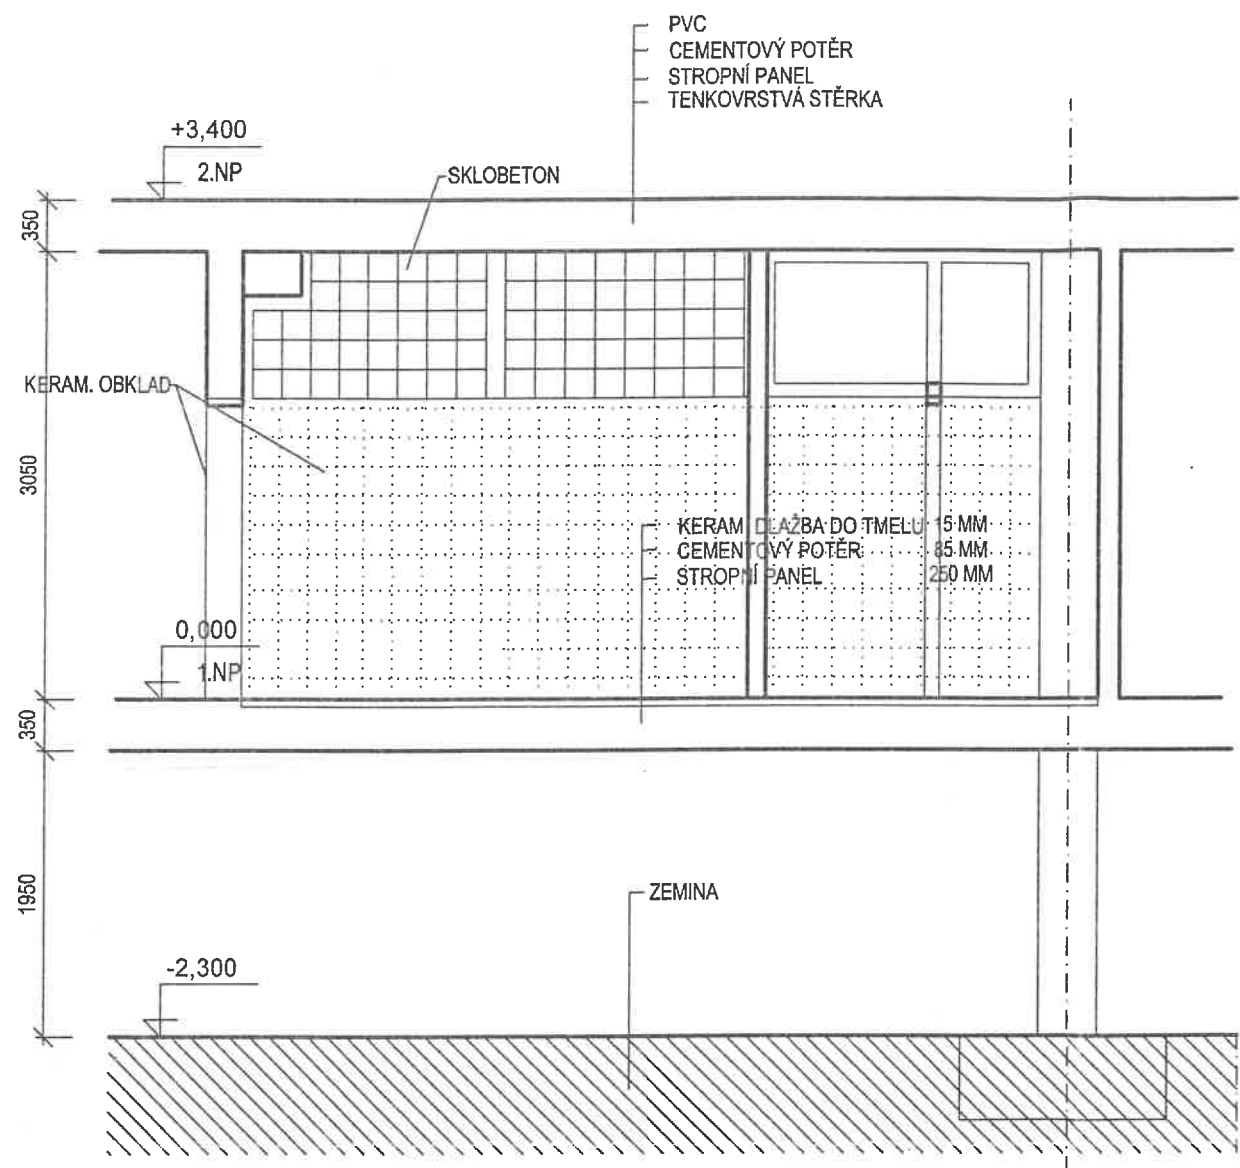 PVC
CEMENTOVÝ POTĚR
STROPNÍ PANEL
TENKOVRSTVÁ STĚRKA
+3,400
2.NP
SKLOBETON
350
KERAM. OBKLAD
3050
KERAM. DLAŽBA DO TMELU 15 MM
CEMENTOVÝ POTĚR 85 MM
STROPNÍ PANEL 250 MM
0,000
1.NP
350
1950
ZEMINA
-2,300